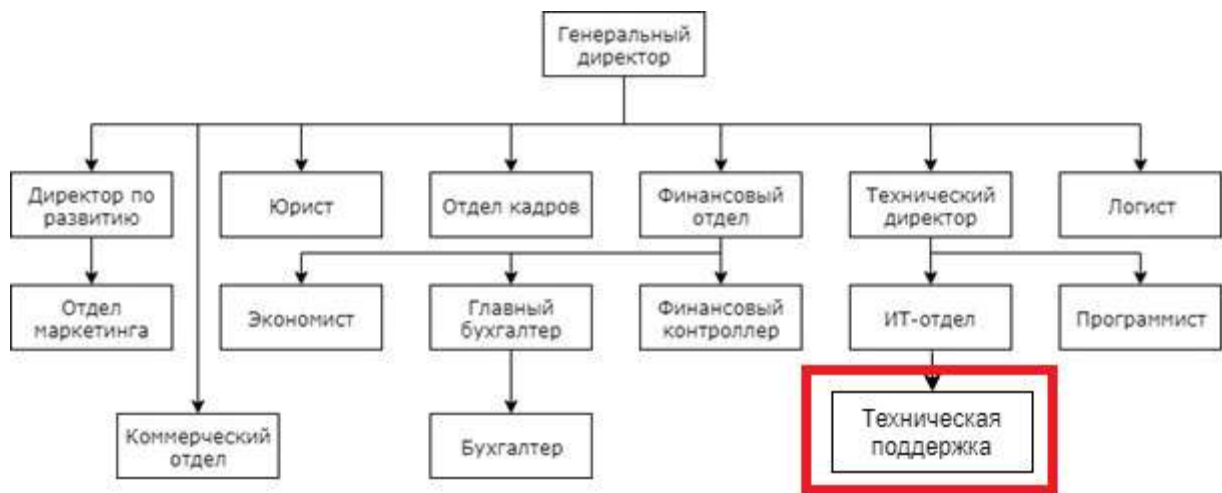 Генеральный
директор
Директор по
развитию
Юрист
Отдел кадров
Финансовый
отдел
Технический
директор
Логист
Отдел
маркетинга
Экономист
Главный
бухгалтер
Финансовый
контроллер
ИТ-отдел
Программист
Коммерческий
отдел
Бухгалтер
Техническая
поддержка